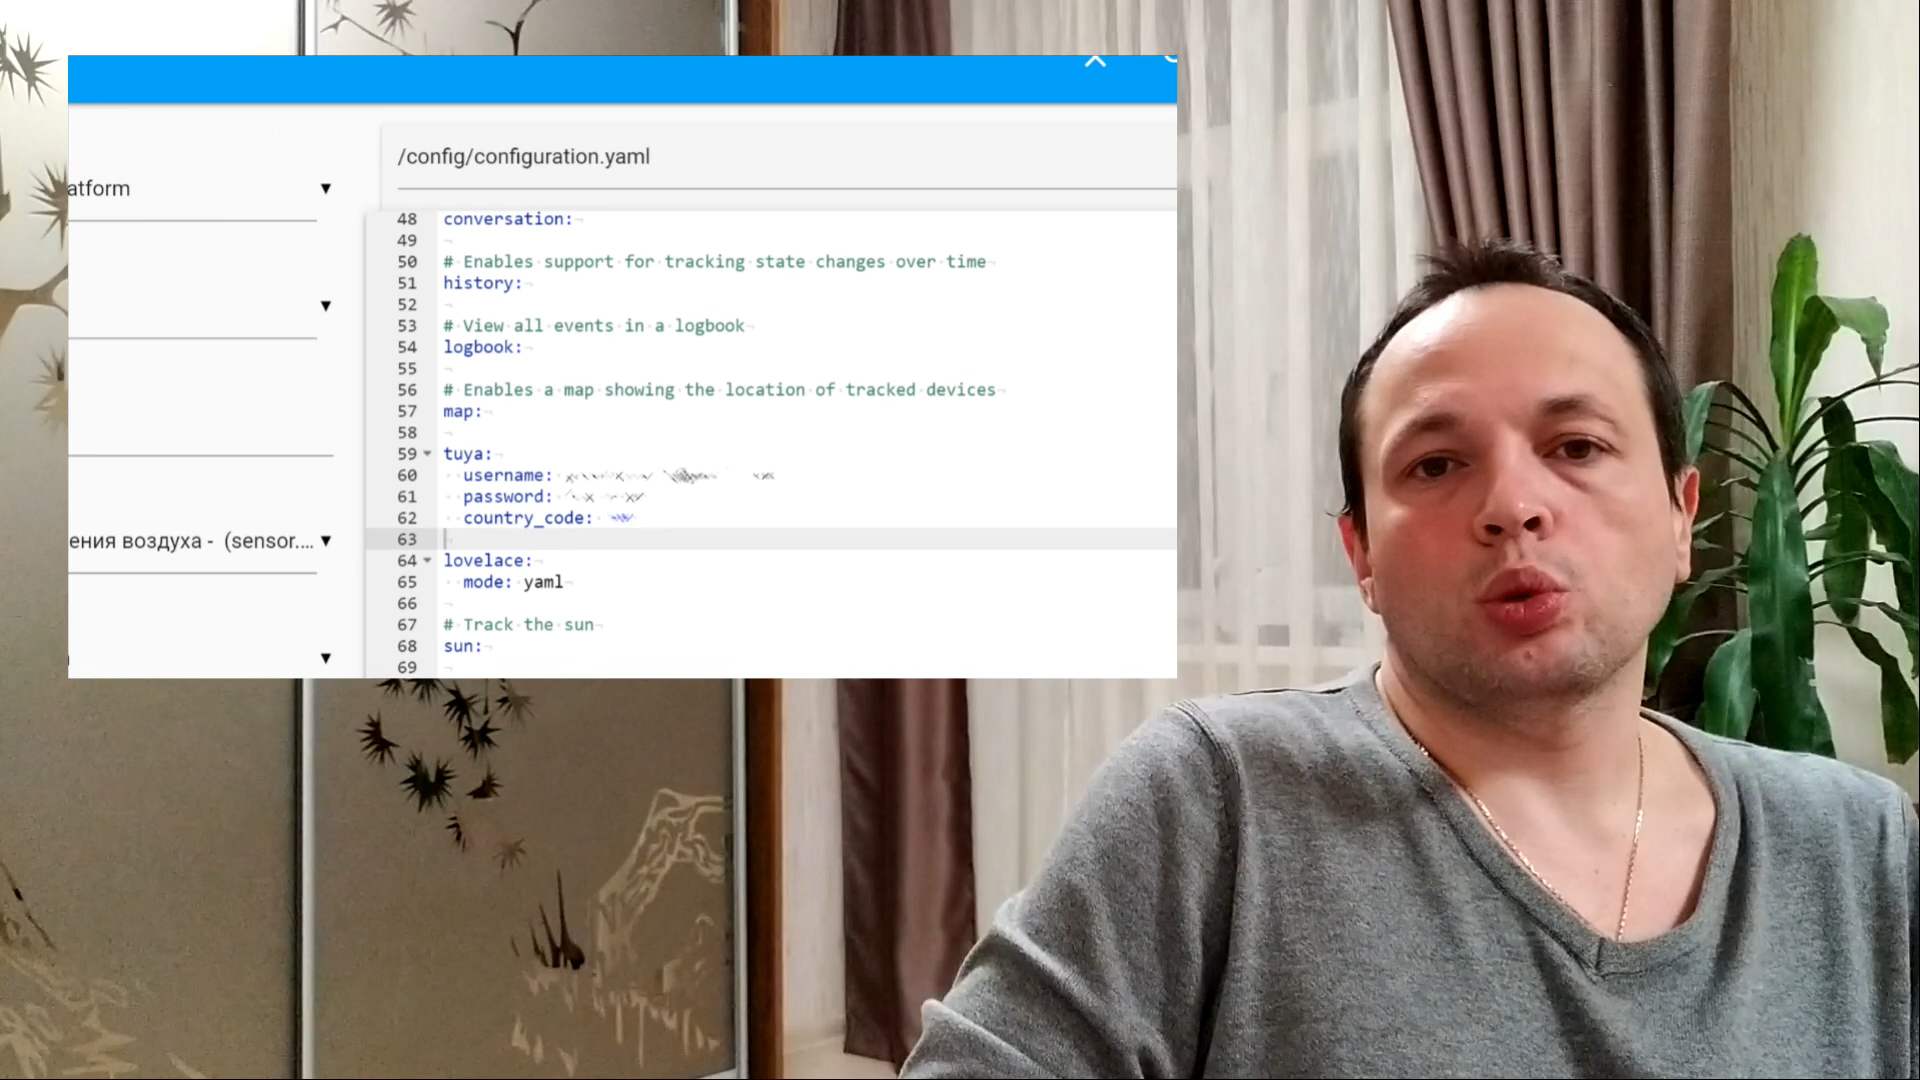 /config/configuration.yaml
atform
48 conversation:
49
50 # Enables support for tracking state changes over time
51 history:
52
53 # View all events in a logbook
54 logbook:
55
56 # Enables a map showing the location of tracked devices
57 map:
58
59 tuya:
60 username:
61 password:
62 country_code:
63
ения воздуха - (sensor....
64 lovelace:
65 mode: yaml
66
67 # Track the sun
68 sun:
69